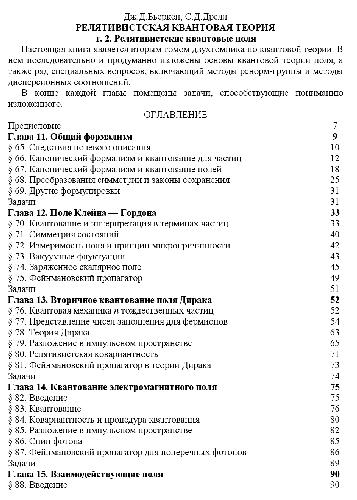 Дж.Д.Бьоркен, С.Д.Дрелл
РЕЛЯТИВИСТСКАЯ КВАНТОВАЯ ТЕОРИЯ
т. 2. Релятивистские квантовые поля
Настоящая книга является вторым томом двухтомника по квантовой теории. В
нем последовательно и продуманно изложены основы квантовой теории поля, а
также ряд специальных вопросов, включающий методы ренорм-группы и методы
дисперсионных соотношений.
В конце каждой главы помещены задачи, способствующие пониманию
изложенного.
ОГЛАВЛЕНИЕ
Предисловие 7
Глава 11. Общий формализм 9
§ 65. Следствия полевого описания 10
§ 66. Канонический формализм и квантование для частиц 12
§ 67. Канонический формализм и квантование полей 18
§ 68. Преобразования симметрии и законы сохранения 25
§ 69. Другие формулировки 31
Задачи 31
Глава 12. Поле Клейна — Гордона 33
§ 70. Квантование и интерпретация в терминах частиц 33
§ 71. Симметрия состояний 40
§ 72. Измеримость поля и принцип микропричинности 42
§ 73. Вакуумные флуктуации 43
§ 74. Заряженное скалярное поле 45
§ 75. Фейнмановский пропагатор 49
Задачи 51
Глава 13. Вторичное квантование поля Дирака 52
§ 76. Квантовая механика n тождественных частиц 52
§ 77. Представление чисел заполнения для фермионов 54
§ 78. Теория Дирака 63
§ 79. Разложение в импульсном пространстве 65
§ 80. Релятивистская ковариантность 71
§ 81. Фейнмановский пропагатор в теории Дирака 73
Задачи 74
Глава 14. Квантование электромагнитного поля 75
§ 82. Введение 75
§ 83. Квантование 76
§ 84. Ковариантность и процедура квантования 80
§ 85. Разложение в импульсном пространстве 82
§ 86. Спин фотона 85
§ 87. Фейнмановский пропагатор для поперечных фотонов 86
Задачи 89
Глава 15. Взаимодействующие поля 90
§ 88. Введение 90